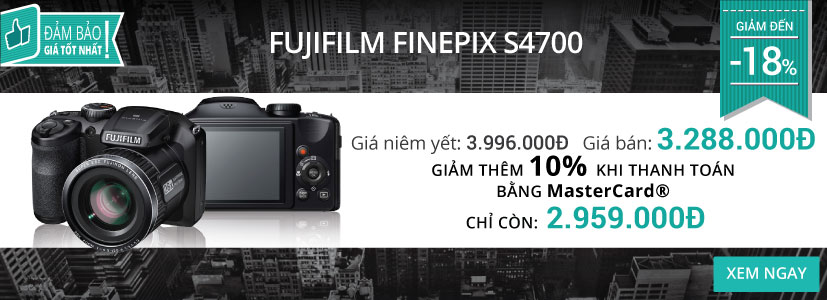 ĐẢM BẢO
GIÁ TỐT NHẤT!
FUJIFILM FINEPIX S4700
GIẢM ĐẾN
-18%
FUJIFILM
Giá niêm yết: 3.996.000Đ Giá bán: 3.288.000Đ
GIẢM THÊM 10% KHI THANH TOÁN
BẰNG MasterCard®
CHỈ CÒN: 2.959.000Đ
XEM NGAY